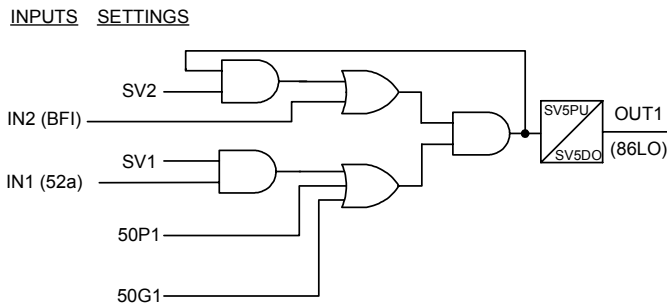 INPUTS SETTINGS
SV2
IN2 (BFI)
SV1
IN1 (52a)
50P1
50G1
SV5PU
SV5DO
OUT1
(86LO)